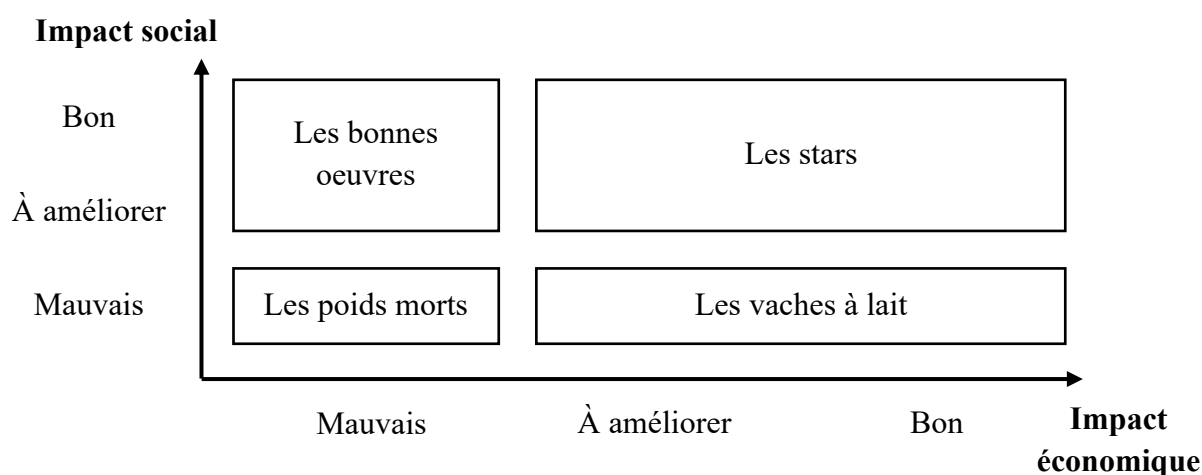 Impact social
Bon
Les bonnes
oeuvres
Les stars
À améliorer
Mauvais
Les poids morts
Les vaches à lait
Mauvais
À améliorer
Bon
Impact
économique